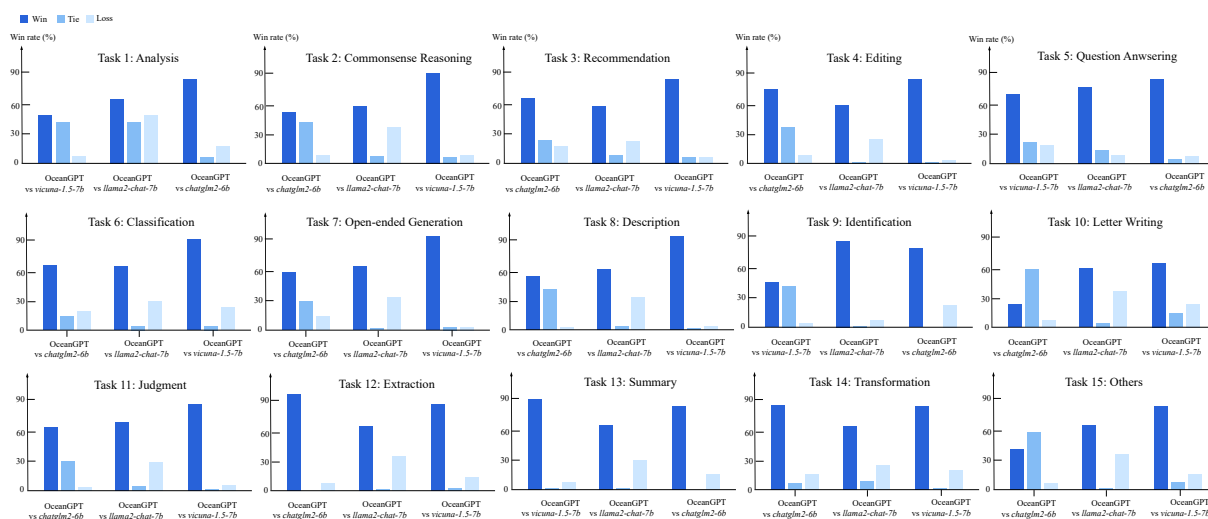 Win Tie Loss
Win rate (%) Win rate (%) Win rate (%) Win rate (%) Win rate (%)
Task 1: Analysis Task 2: Commonsense Reasoning Task 3: Recommendation Task 4: Editing Task 5: Question Answsering
90 90 90 90 90
60 60 60 60 60
30 30 30 30 30
0 0 0 0 0
OceanGPT OceanGPT OceanGPT OceanGPT OceanGPT OceanGPT OceanGPT OceanGPT OceanGPT OceanGPT OceanGPT OceanGPT OceanGPT OceanGPT OceanGPT
vs vicuna-1.5-7b vs llama2-chat-7b vs chatglm2-6b vs chatglm2-6b vs llama2-chat-7b vs vicuna-1.5-7b vs chatglm2-6b vs llama2-chat-7b vs vicuna-1.5-7b vs chatglm2-6b vs llama2-chat-7b vs vicuna-1.5-7b vs vicuna-1.5-7b vs llama2-chat-7b vs chatglm2-6b
Task 6: Classification Task 7: Open-ended Generation Task 8: Description Task 9: Identification Task 10: Letter Writing
90 90 90 90 90
60 60 60 60 60
30 30 30 30 30
0 0 0 0
OceanGPT OceanGPT OceanGPT OceanGPT OceanGPT OceanGPT OceanGPT OceanGPT OceanGPT OceanGPT OceanGPT OceanGPT OceanGPT OceanGPT OceanGPT
vs chatglm2-6b vs llama2-chat-7b vs vicuna-1.5-7b vs chatglm2-6b vs llama2-chat-7b vs vicuna-1.5-7b vs chatglm2-6b vs llama2-chat-7b vs vicuna-1.5-7b vs vicuna-1.5-7b vs llama2-chat-7b vs chatglm2-6b vs chatglm2-6b vs llama2-chat-7b vs vicuna-1.5-7b
Task 11: Judgment Task 12: Extraction Task 13: Summary Task 14: Transformation Task 15: Others
90 90 90 90 90
60 60 60 60 60
30 30 30 30 30
0 0 0 0 0
OceanGPT OceanGPT OceanGPT OceanGPT OceanGPT OceanGPT OceanGPT OceanGPT OceanGPT OceanGPT OceanGPT OceanGPT OceanGPT OceanGPT OceanGPT
vs chatglm2-6b vs llama2-chat-7b vs vicuna-1.5-7b vs chatglm2-6b vs llama2-chat-7b vs vicuna-1.5-7b vs vicuna-1.5-7b vs llama2-chat-7b vs chatglm2-6b vs chatglm2-6b vs llama2-chat-7b vs vicuna-1.5-7b vs chatglm2-6b vs llama2-chat-7b vs vicuna-1.5-7b